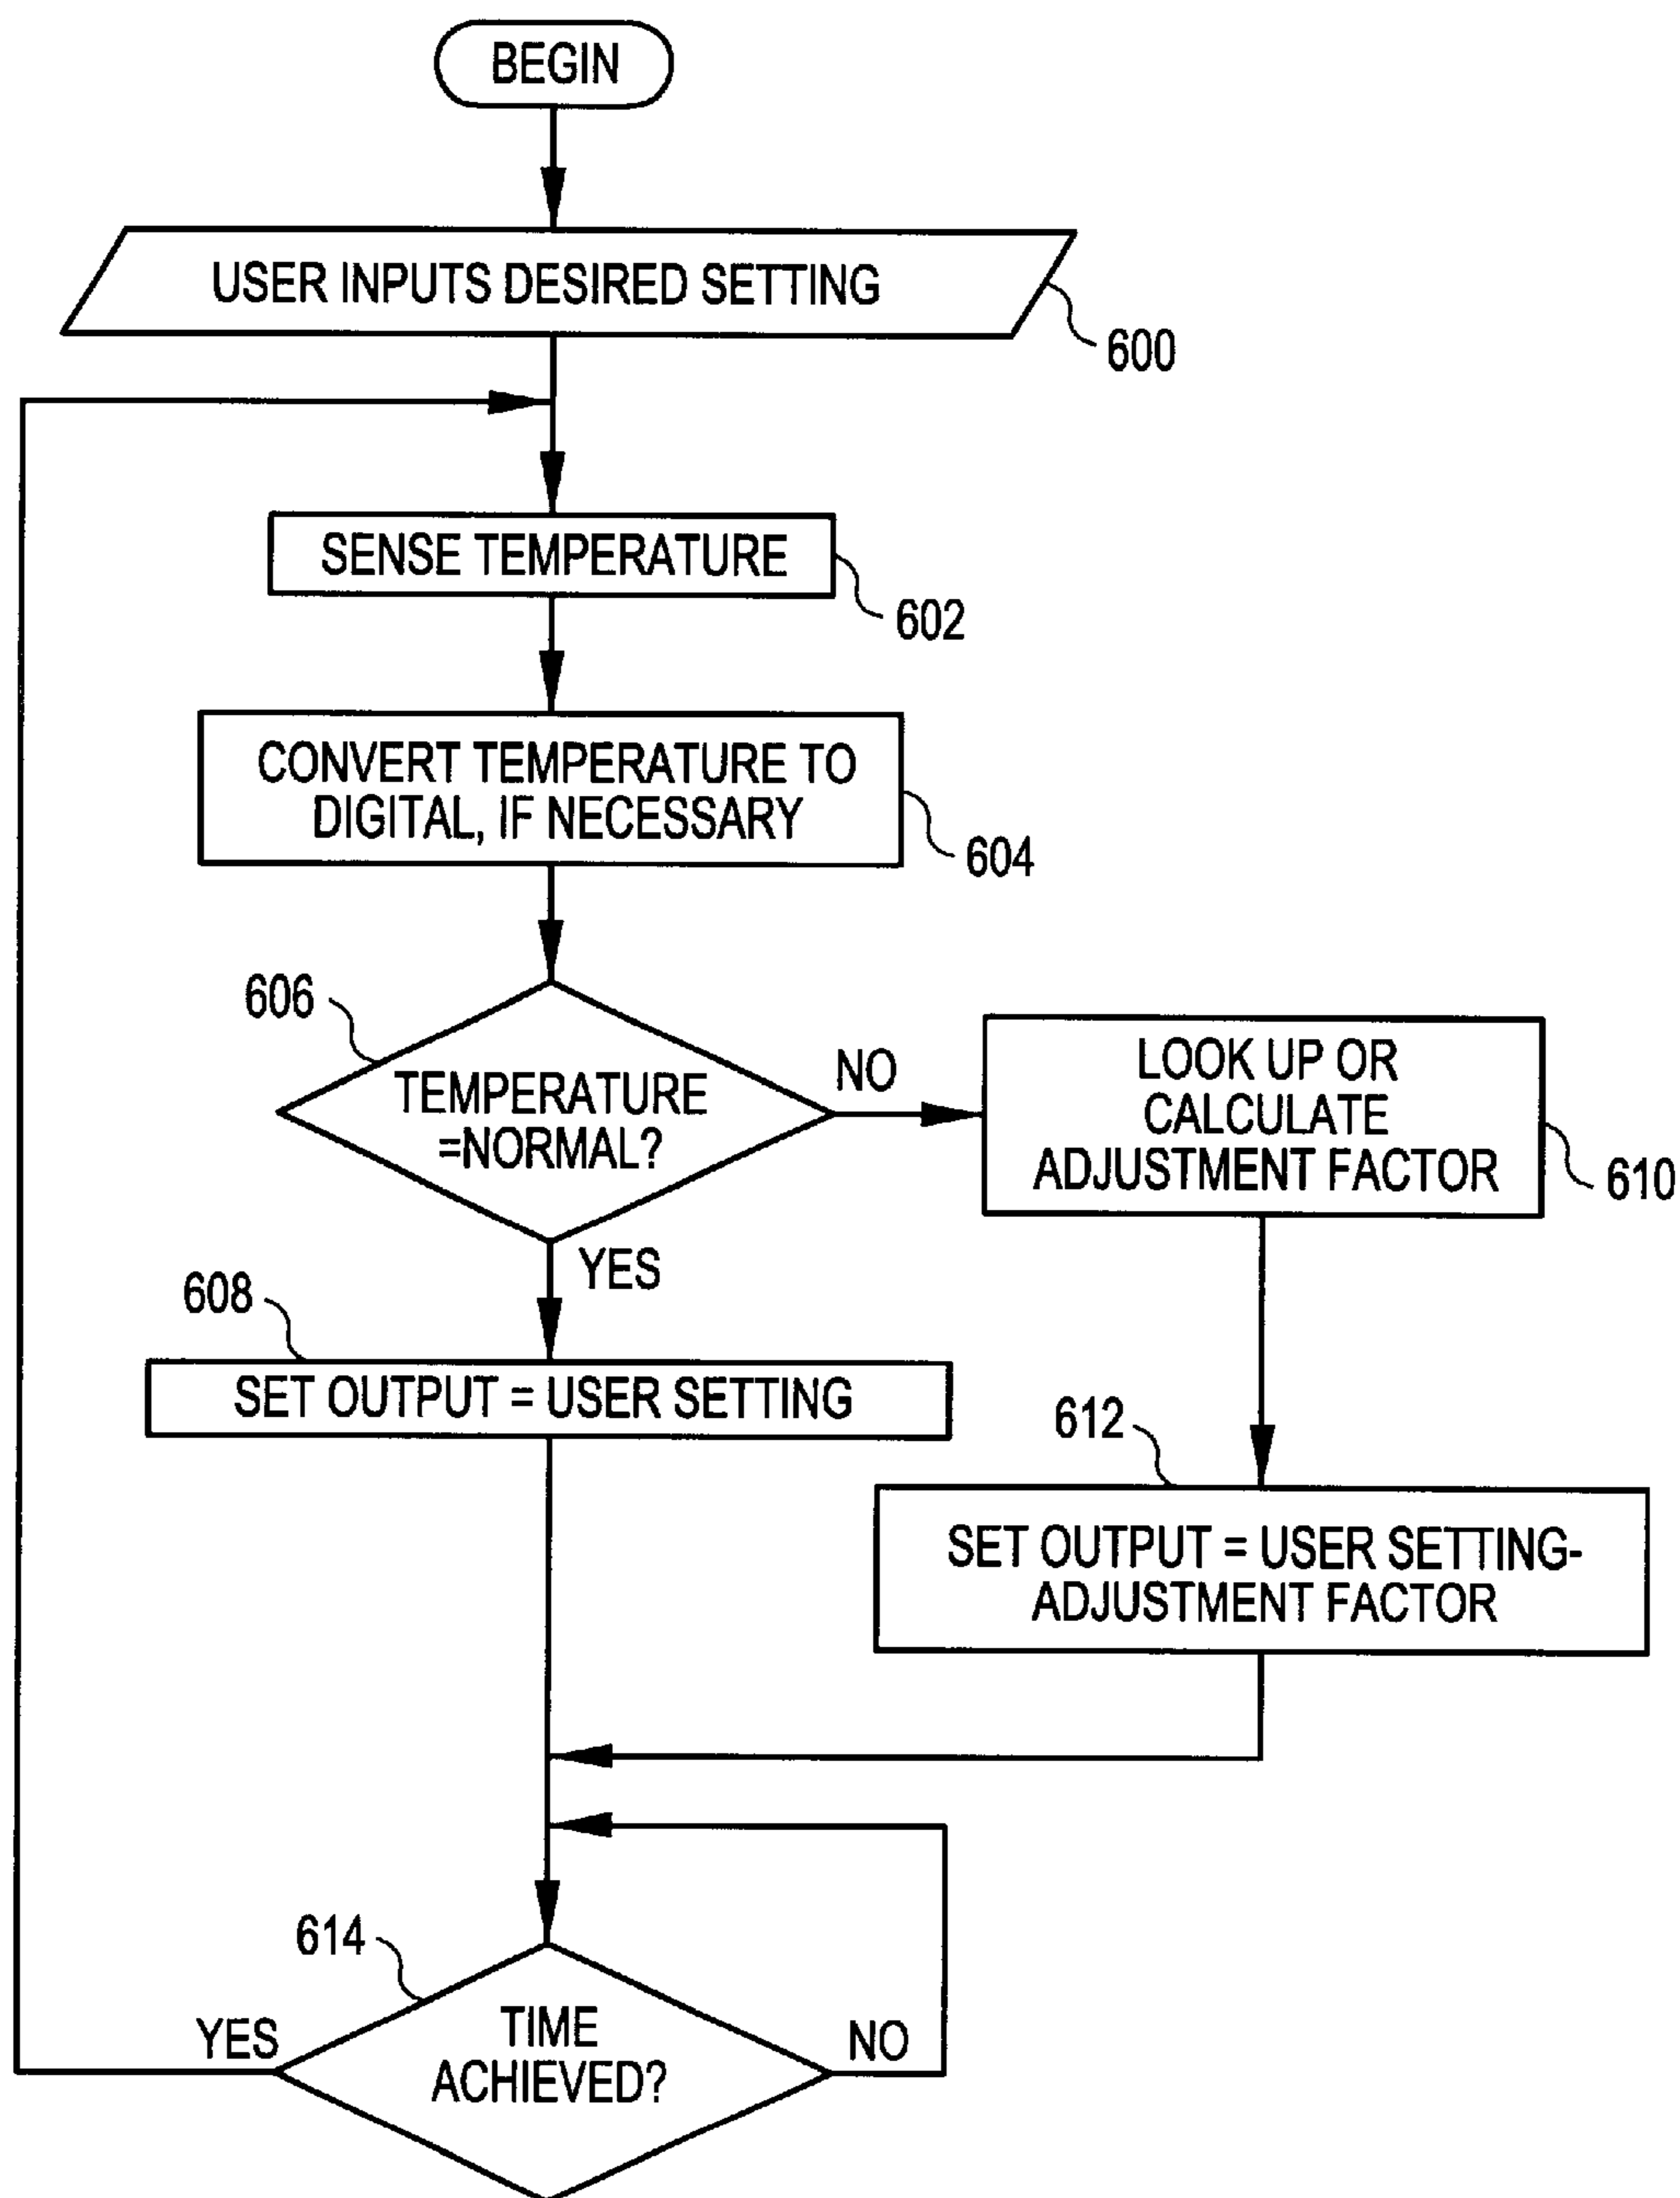 BEGIN
USER INPUTS DESIRED SETTING
600
SENSE TEMPERATURE
602
CONVERT TEMPERATURE TO
DIGITAL, IF NECESSARY
604
606
TEMPERATURE
=NORMAL?
NO
LOOK UP OR
CALCULATE
ADJUSTMENT FACTOR
610
YES
608
SET OUTPUT = USER SETTING
612
SET OUTPUT = USER SETTING-
ADJUSTMENT FACTOR
614
TIME
ACHIEVED?
YES
NO